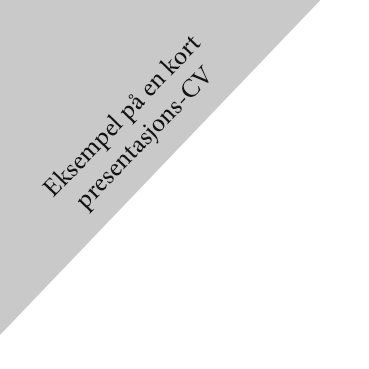 Eksempel på en kort
presentasjons-CV